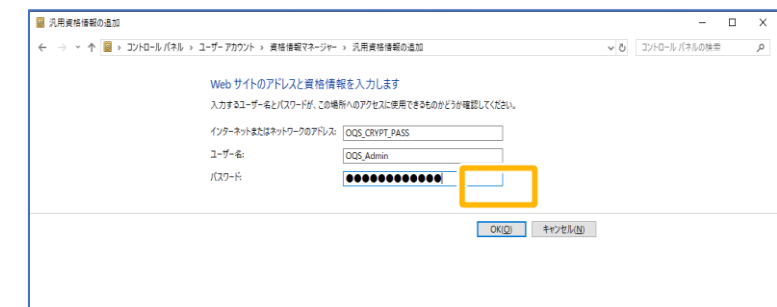 汎用資格情報の追加
コントロール パネル › ユーザー アカウント › 資格情報マネージャー › 汎用資格情報の追加
コントロール パネルの検索
Web サイトのアドレスと資格情報を入力します
入力するユーザー名とパスワードが、この場所へのアクセスに使用できるものかどうか確認してください。
インターネットまたはネットワークのアドレス: OQS_CRYPT_PASS
ユーザー名: OQS_Admin
パスワード: ●●●●●●●●●●●●
OK(O) キャンセル(N)